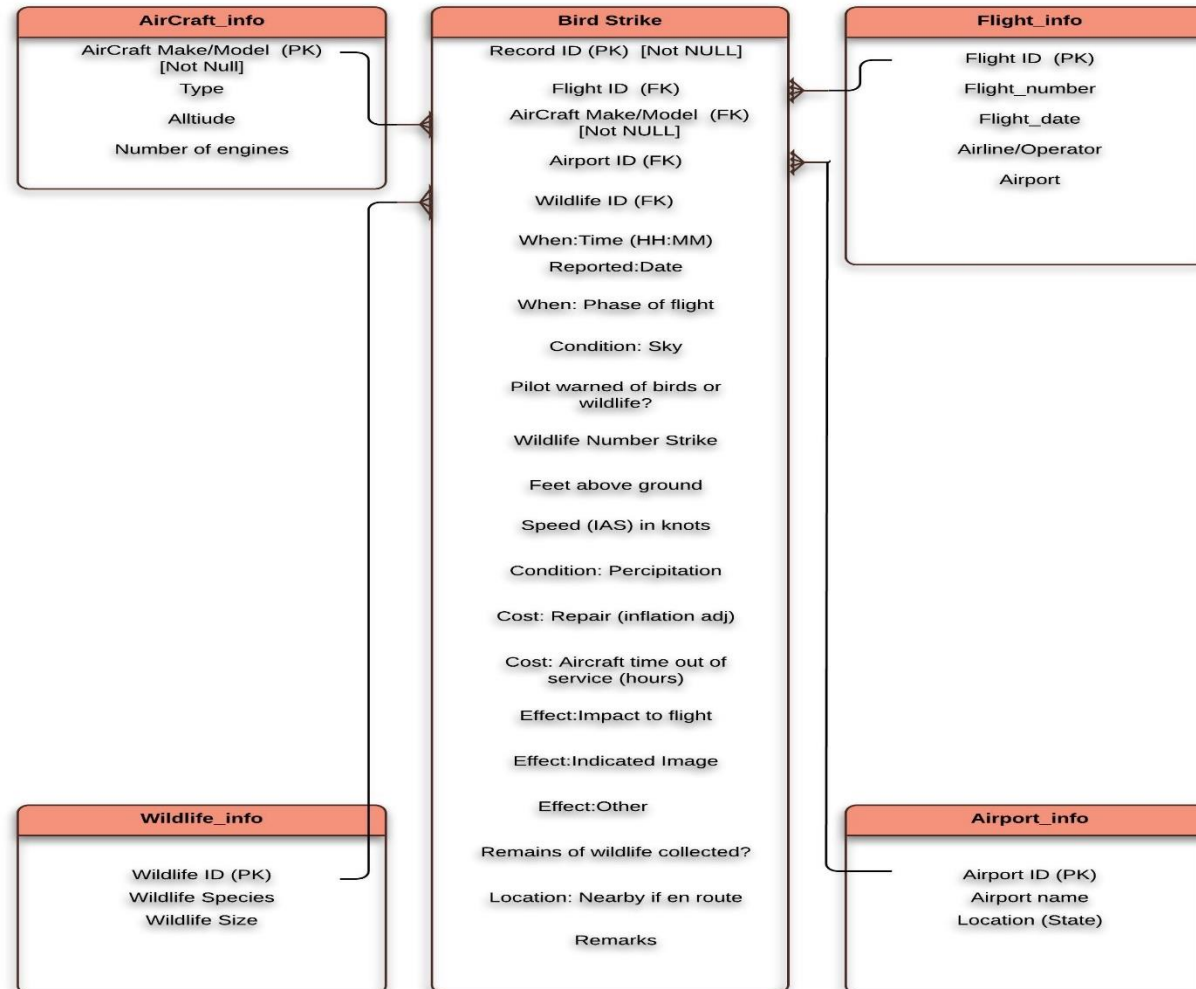 AirCraft_info
AirCraft Make/Model (PK)
[Not Null]
Type
Alltiude
Number of engines
Bird Strike
Record ID (PK) [Not NULL]
Flight ID (FK)
AirCraft Make/Model (FK)
[Not NULL]
Airport ID (FK)
Wildlife ID (FK)
When:Time (HH:MM)
Reported:Date
When: Phase of flight
Condition: Sky
Pilot warned of birds or
wildlife?
Wildlife Number Strike
Feet above ground
Speed (IAS) in knots
Condition: Percipitation
Cost: Repair (inflation adj)
Cost: Aircraft time out of
service (hours)
Effect:Impact to flight
Effect:Indicated Image
Effect:Other
Remains of wildlife collected?
Location: Nearby if en route
Remarks
Flight_info
Flight ID (PK)
Flight_number
Flight_date
Airline/Operator
Airport
Wildlife_info
Wildlife ID (PK)
Wildlife Species
Wildlife Size
Airport_info
Airport ID (PK)
Airport name
Location (State)